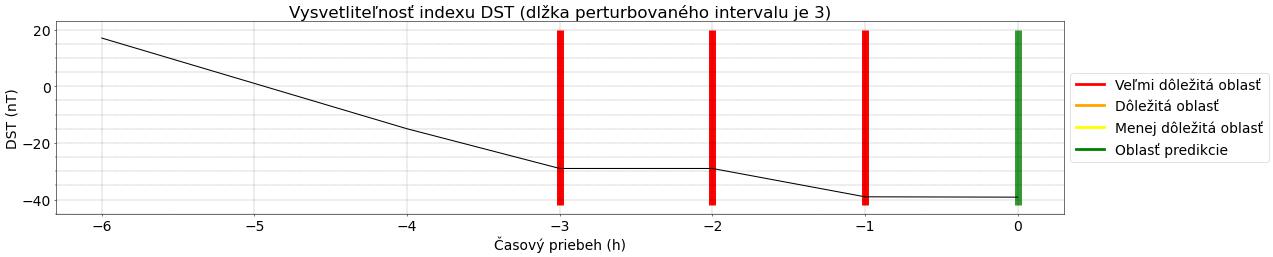 Vysvetliteľnosť indexu DST (dĺžka perturbovaného intervalu je 3)
DST (nT)
20
0
−20
−40
−6 −5 −4 −3 −2 −1 0
Časový priebeh (h)
Veľmi dôležitá oblasť
Dôležitá oblasť
Menej dôležitá oblasť
Oblasť predikcie